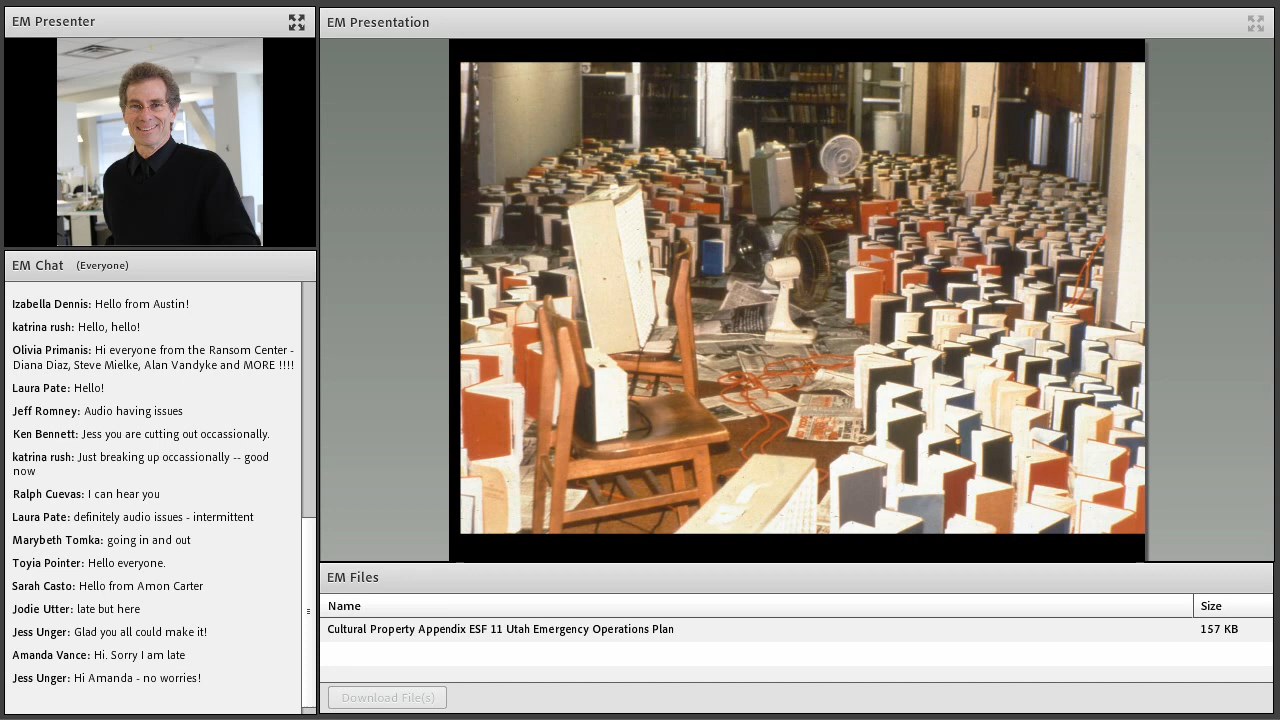 EM Presenter
EM Presentation
EM Chat (Everyone)
Izabella Dennis: Hello from Austin!
katrina rush: Hello, hello!
Olivia Primanis: Hi everyone from the Ransom Center -
Diana Diaz, Steve Mielke, Alan Vandyke and MORE !!!!
Laura Pate: Hello!
Jeff Romney: Audio having issues
Ken Bennett: Jess you are cutting out occassionally.
katrina rush: Just breaking up occassionally -- good
now
Ralph Cuevas: I can hear you
Laura Pate: definitely audio issues - intermittent
Marybeth Tomka: going in and out
Toyia Pointer: Hello everyone.
Sarah Casto: Hello from Amon Carter
Jodie Utter: late but here
Jess Unger: Glad you all could make it!
Amanda Vance: Hi. Sorry I am late
Jess Unger: Hi Amanda - no worries!
EM Files
Name Size
Cultural Property Appendix ESF 11 Utah Emergency Operations Plan 157 KB
Download File(s)